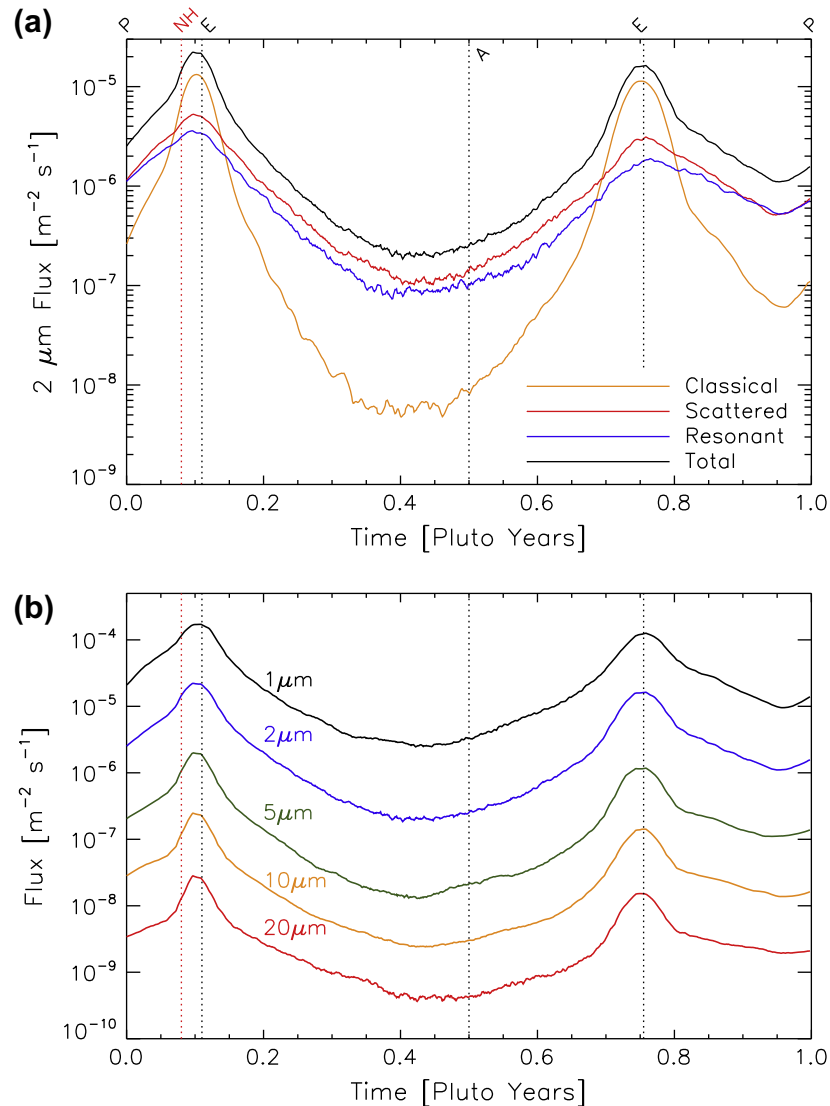 (a)
P NH E A E P
10⁻⁵
10⁻⁶
10⁻⁷
10⁻⁸
10⁻⁹
2 μm Flux [m⁻² s⁻¹]
Classical
Scattered
Resonant
Total
0.0 0.2 0.4 0.6 0.8 1.0
Time [Pluto Years]
(b)
10⁻⁴
10⁻⁵
10⁻⁶
10⁻⁷
10⁻⁸
10⁻⁹
10⁻¹⁰
Flux [m⁻² s⁻¹]
1μm
2μm
5μm
10μm
20μm
0.0 0.2 0.4 0.6 0.8 1.0
Time [Pluto Years]